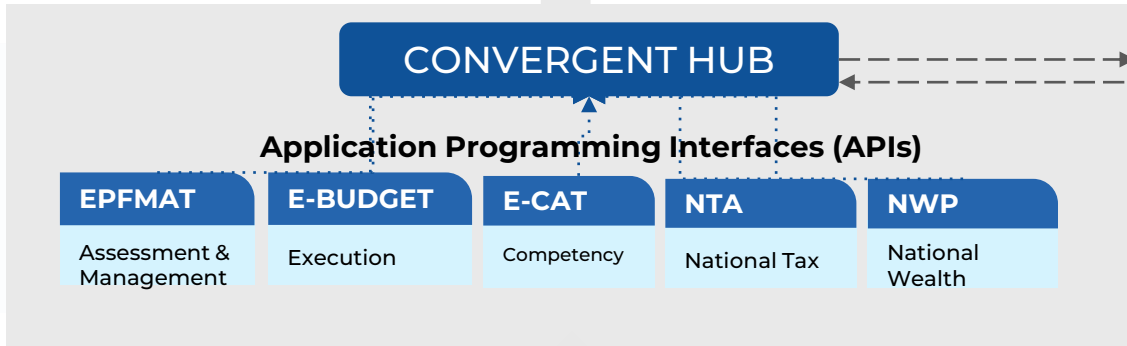 CONVERGENT HUB
Application Programming Interfaces (APIs)
EPFMAT
E-BUDGET
E-CAT
NTA
NWP
Assessment &
Management
Execution
Competency
National Tax
National
Wealth